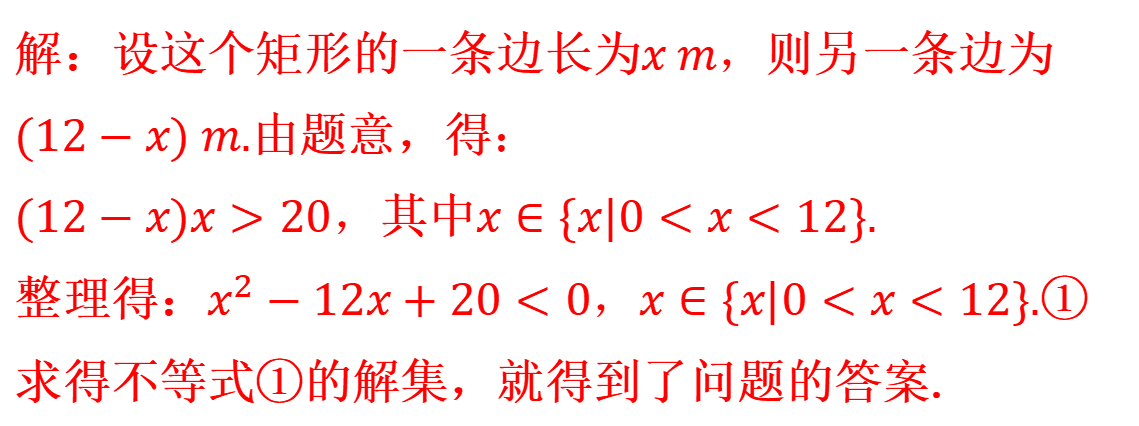 解：设这个矩形的一条边长为x m，则另一条边为
(12 − x) m.由题意，得：
(12 − x)x > 20，其中x ∈ {x|0 < x < 12}.
整理得：x² − 12x + 20 < 0，x ∈ {x|0 < x < 12}.①
求得不等式①的解集，就得到了问题的答案.